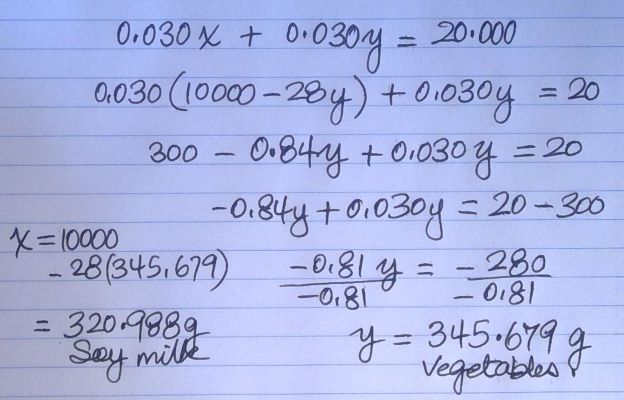 0.030x + 0.030y = 20.000
0.030(10000 - 28y) + 0.030y = 20
300 - 0.84y + 0.030y = 20
-0.84y + 0.030y = 20 - 300
x = 10000
- 28(345.679)
= 320.988g
Soy milk
-0.81y / -0.81 = -280 / -0.81
y = 345.679 g
Vegetables